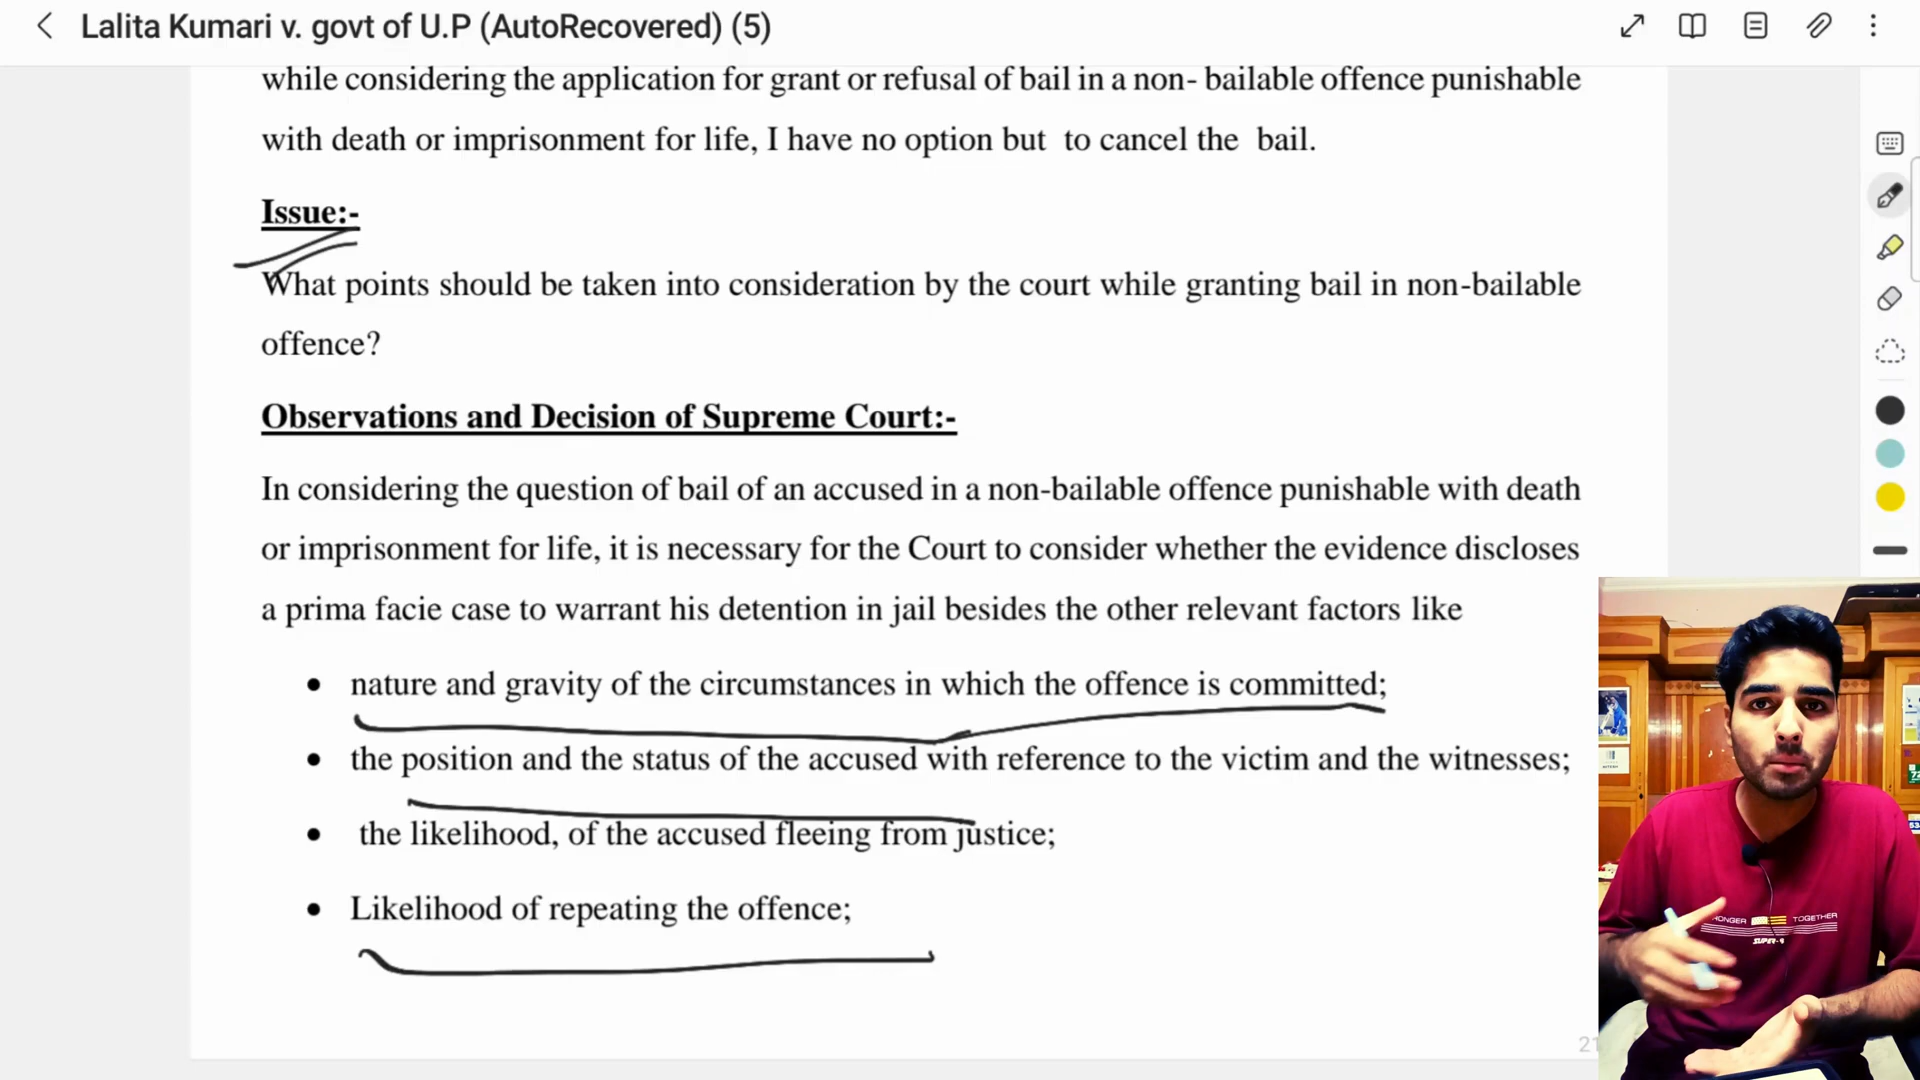 Lalita Kumari v. govt of U.P (AutoRecovered) (5)
while considering the application for grant or refusal of bail in a non- bailable offence punishable
with death or imprisonment for life, I have no option but to cancel the bail.
Issue:-
What points should be taken into consideration by the court while granting bail in non-bailable
offence?
Observations and Decision of Supreme Court:-
In considering the question of bail of an accused in a non-bailable offence punishable with death
or imprisonment for life, it is necessary for the Court to consider whether the evidence discloses
a prima facie case to warrant his detention in jail besides the other relevant factors like
• nature and gravity of the circumstances in which the offence is committed;
• the position and the status of the accused with reference to the victim and the witnesses;
• the likelihood, of the accused fleeing from justice;
• Likelihood of repeating the offence;
TOGETHER